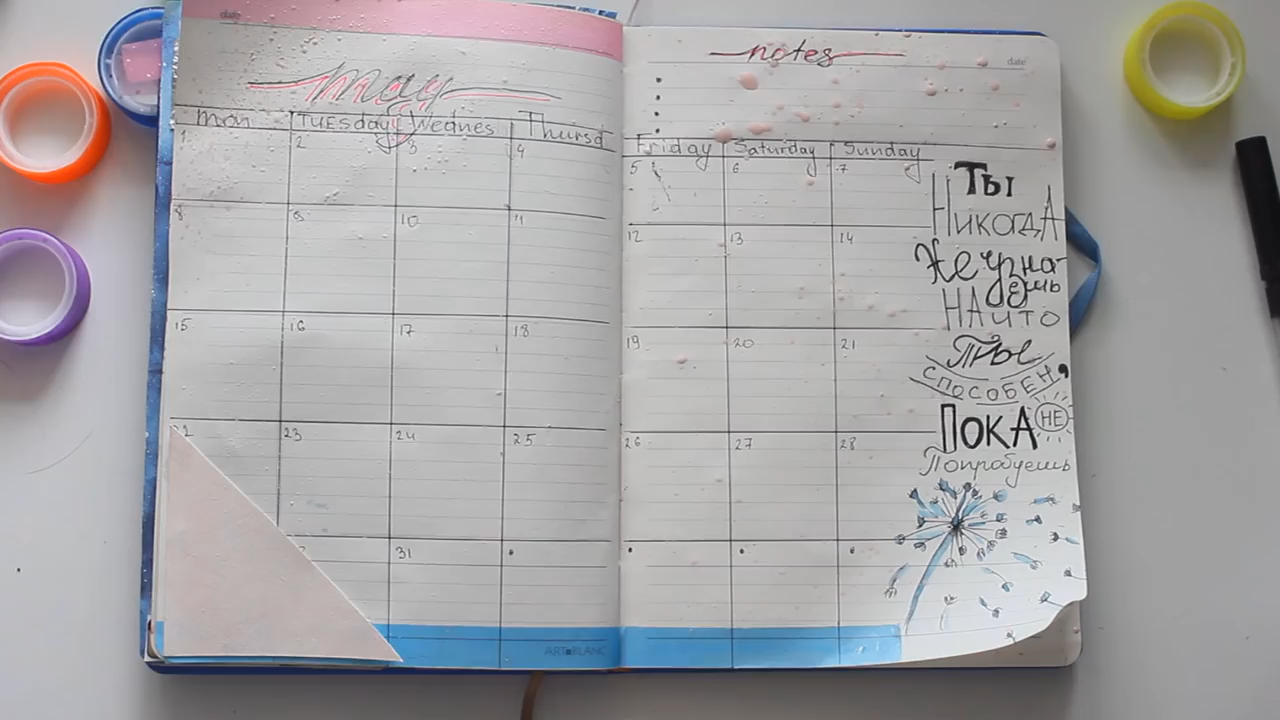 date
may
Mon Tuesday Wednes Thursd
1 2 3 4
8 9 10 11
15 16 17 18
22 23 24 25
31
ART BLANC
notes
date
Friday Saturday Sunday
5 6 7
12 13 14
19 20 21
26 27 28
Ты
Никогда
Не узна-
ешь
на что
Ты
способен,
Пока не
Попробуешь